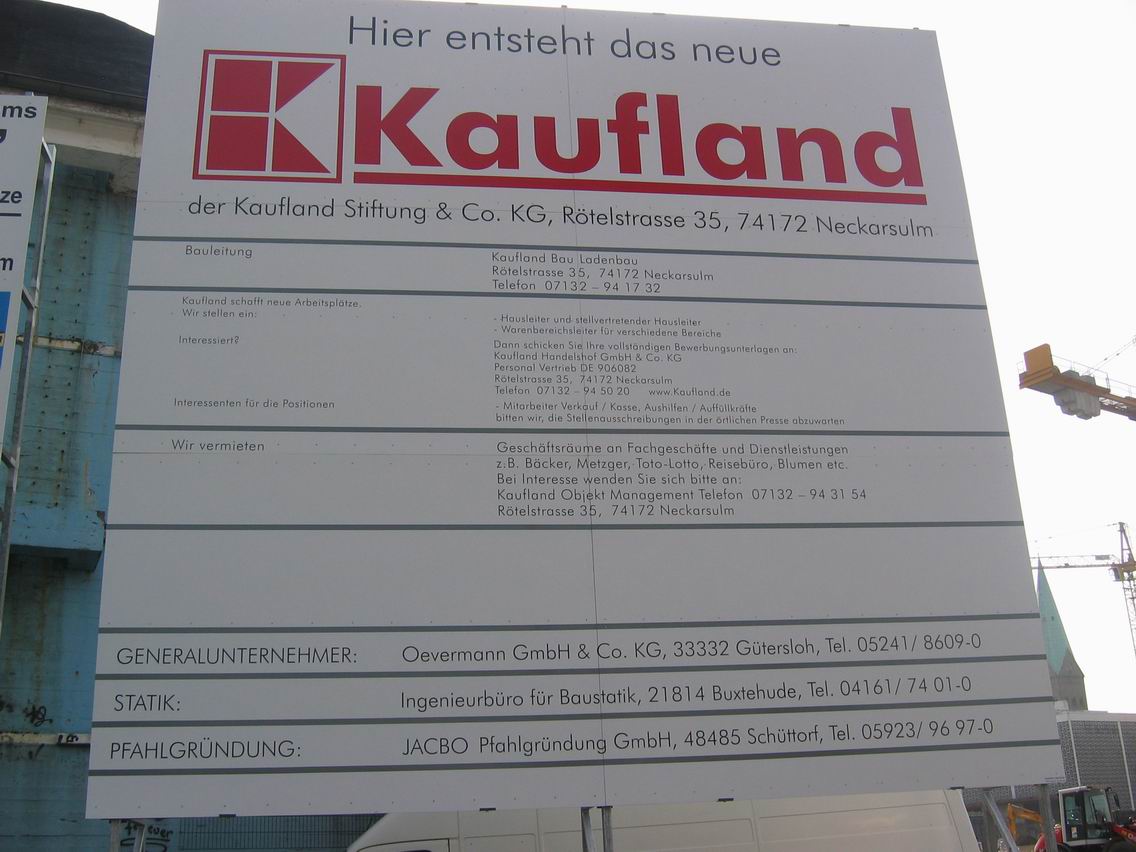 ms
ze
m
Hier entsteht das neue
Kaufland
der Kaufland Stiftung & Co. KG, Rötelstrasse 35, 74172 Neckarsulm
Bauleitung
Kaufland Bau Ladenbau
Rötelstrasse 35, 74172 Neckarsulm
Telefon 07132 – 94 17 32
Kaufland schafft neue Arbeitsplätze.
Wir stellen ein:
- Hausleiter und stellvertretender Hausleiter
- Warenbereichsleiter für verschiedene Bereiche
Interessiert?
Dann schicken Sie Ihre vollständigen Bewerbungsunterlagen an:
Kaufland Handelshof GmbH & Co. KG
Personal Vertrieb DE 906082
Rötelstrasse 35, 74172 Neckarsulm
Telefon 07132 – 94 50 20 www.Kaufland.de
Interessenten für die Positionen
- Mitarbeiter Verkauf / Kasse, Aushilfen / Auffüllkräfte
bitten wir, die Stellenausschreibungen in der örtlichen Presse abzuwarten
Wir vermieten
Geschäftsräume an Fachgeschäfte und Dienstleistungen
z.B. Bäcker, Metzger, Toto-Lotto, Reisebüro, Blumen etc.
Bei Interesse wenden Sie sich bitte an:
Kaufland Objekt Management Telefon 07132 – 94 31 54
Rötelstrasse 35, 74172 Neckarsulm
GENERALUNTERNEHMER: Oevermann GmbH & Co. KG, 33332 Gütersloh, Tel. 05241/ 8609-0
STATIK: Ingenieurbüro für Baustatik, 21814 Buxtehude, Tel. 04161/ 74 01-0
PFAHLGRÜNDUNG: JACBO Pfahlgründung GmbH, 48485 Schüttorf, Tel. 05923/ 96 97-0